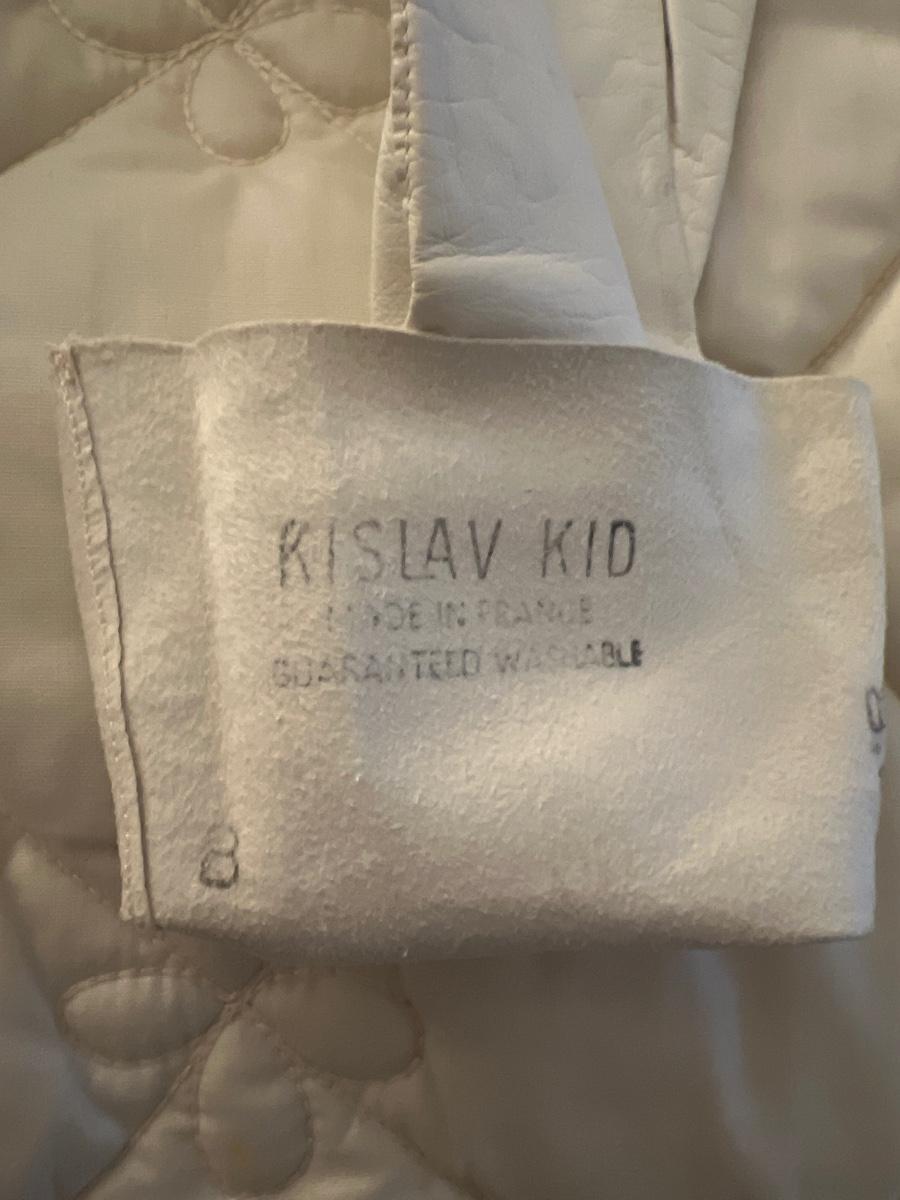 KISLAV KID
MADE IN FRANCE
GUARANTEED WASHABLE
8